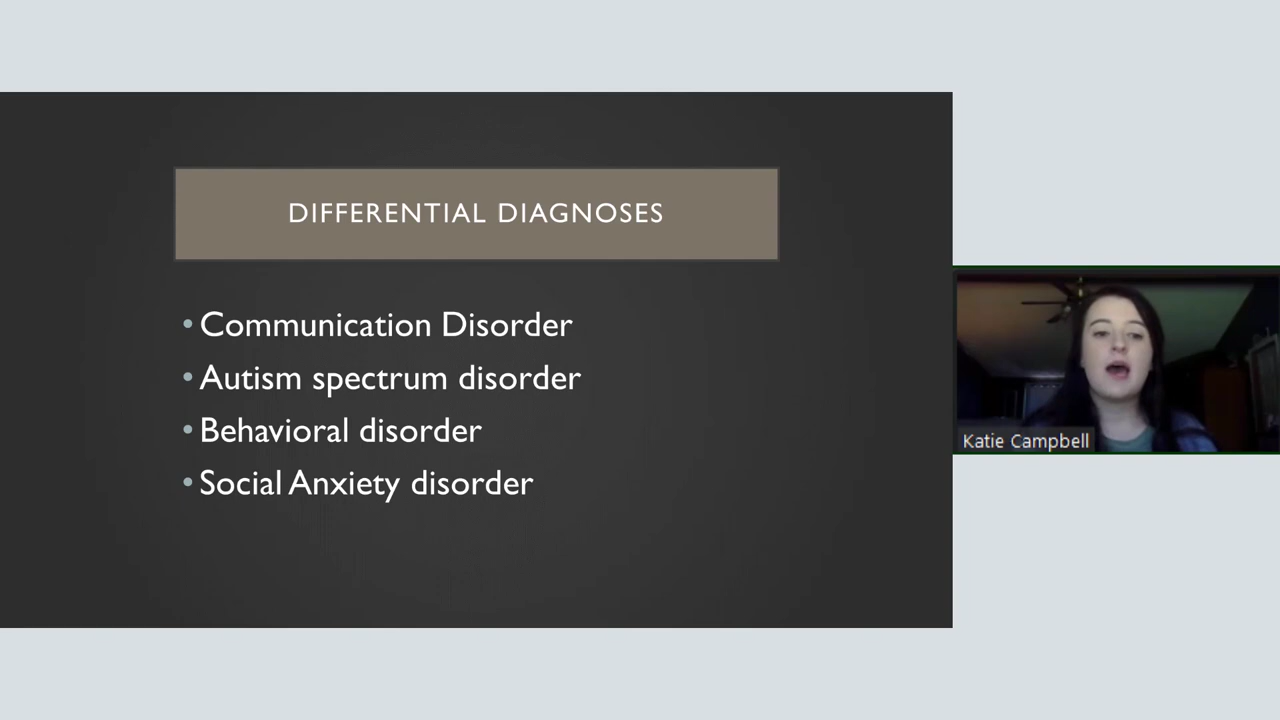 DIFFERENTIAL DIAGNOSES
• Communication Disorder
• Autism spectrum disorder
• Behavioral disorder
• Social Anxiety disorder
Katie Campbell